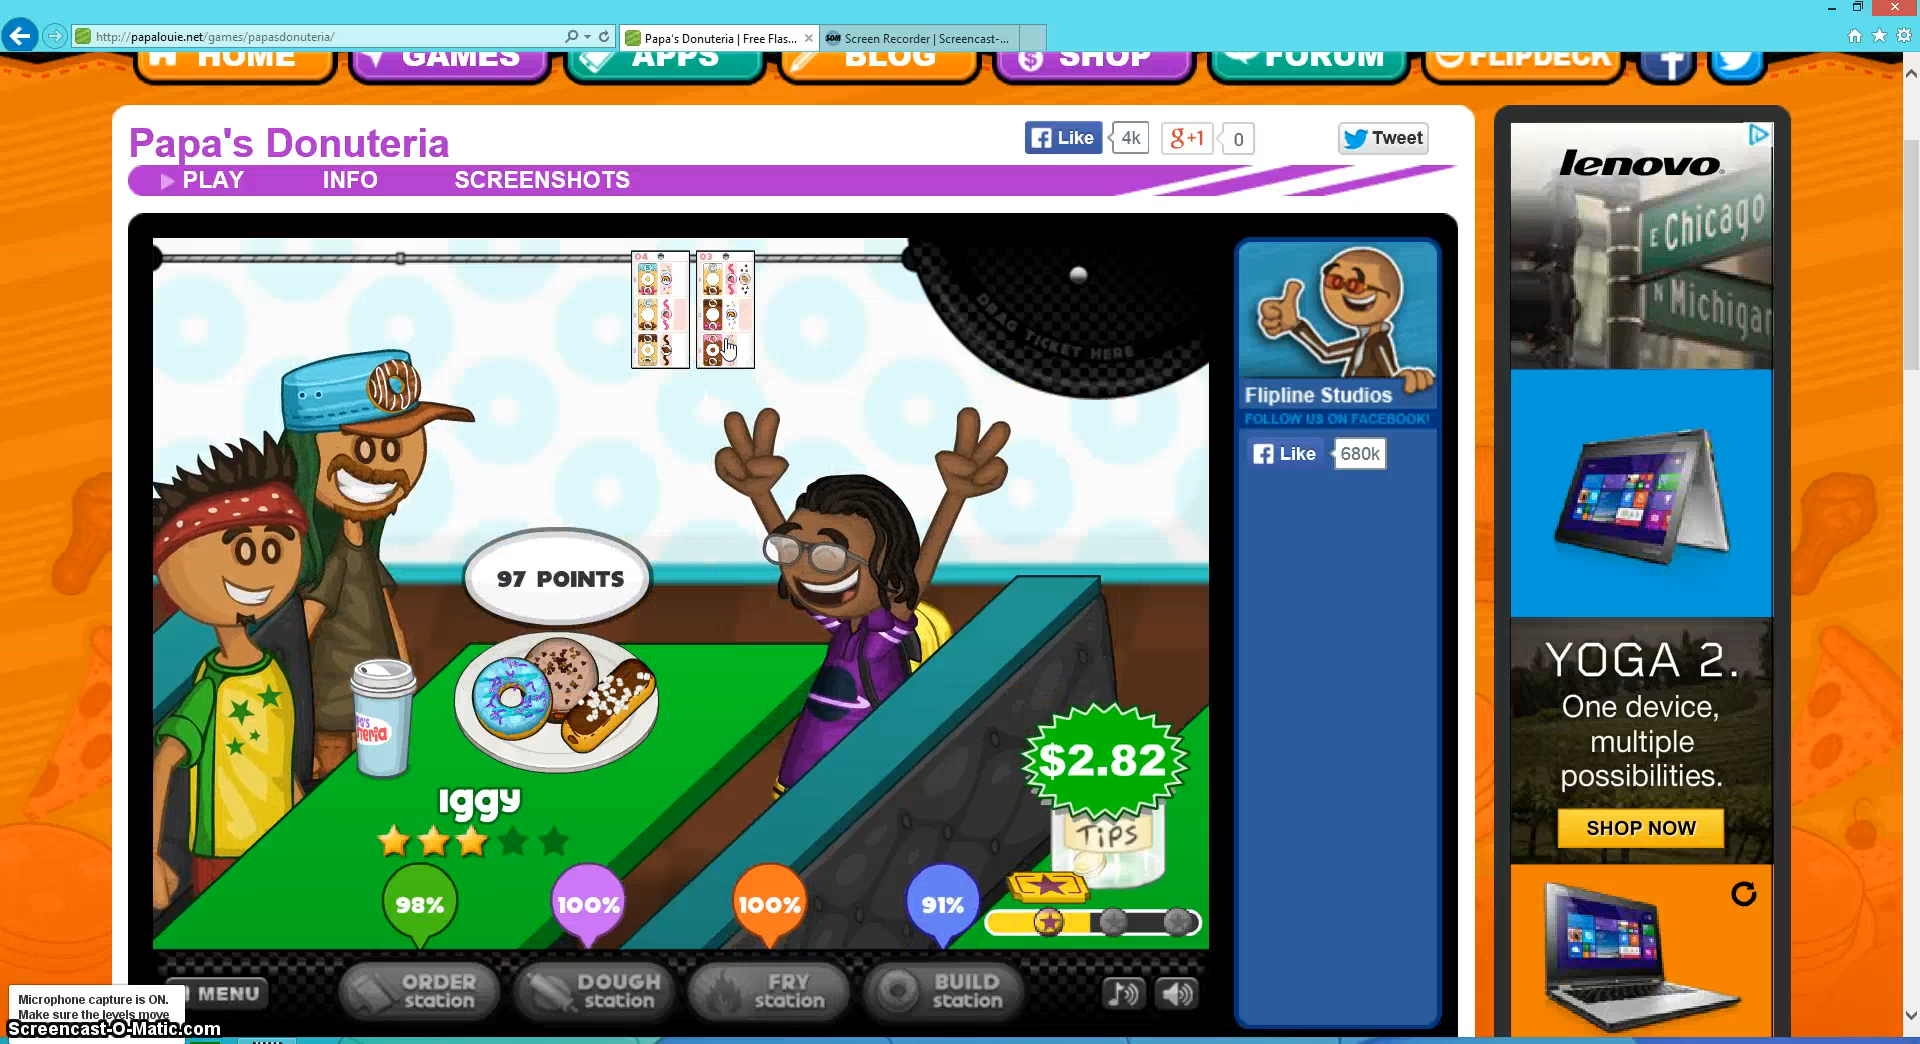 http://papalouie.net/games/papasdonuteria/
Papa's Donuteria | Free Flas...
Screen Recorder | Screencast-...
HOME
GAMES
APPS
BLOG
SHOP
FORUM
FLIPDECK
Papa's Donuteria
Like
4k
g+1
0
Tweet
PLAY
INFO
SCREENSHOTS
04
03
DRAG TICKET HERE
Flipline Studios
FOLLOW US ON FACEBOOK!
Like
680k
97 POINTS
Iggy
$2.82
TIPS
98%
100%
100%
91%
MENU
ORDER
station
DOUGH
station
FRY
station
BUILD
station
Microphone capture is ON.
Make sure the levels move
Screencast-O-Matic.com
lenovo
E Chicago
N Michigan
YOGA 2.
One device,
multiple
possibilities.
SHOP NOW